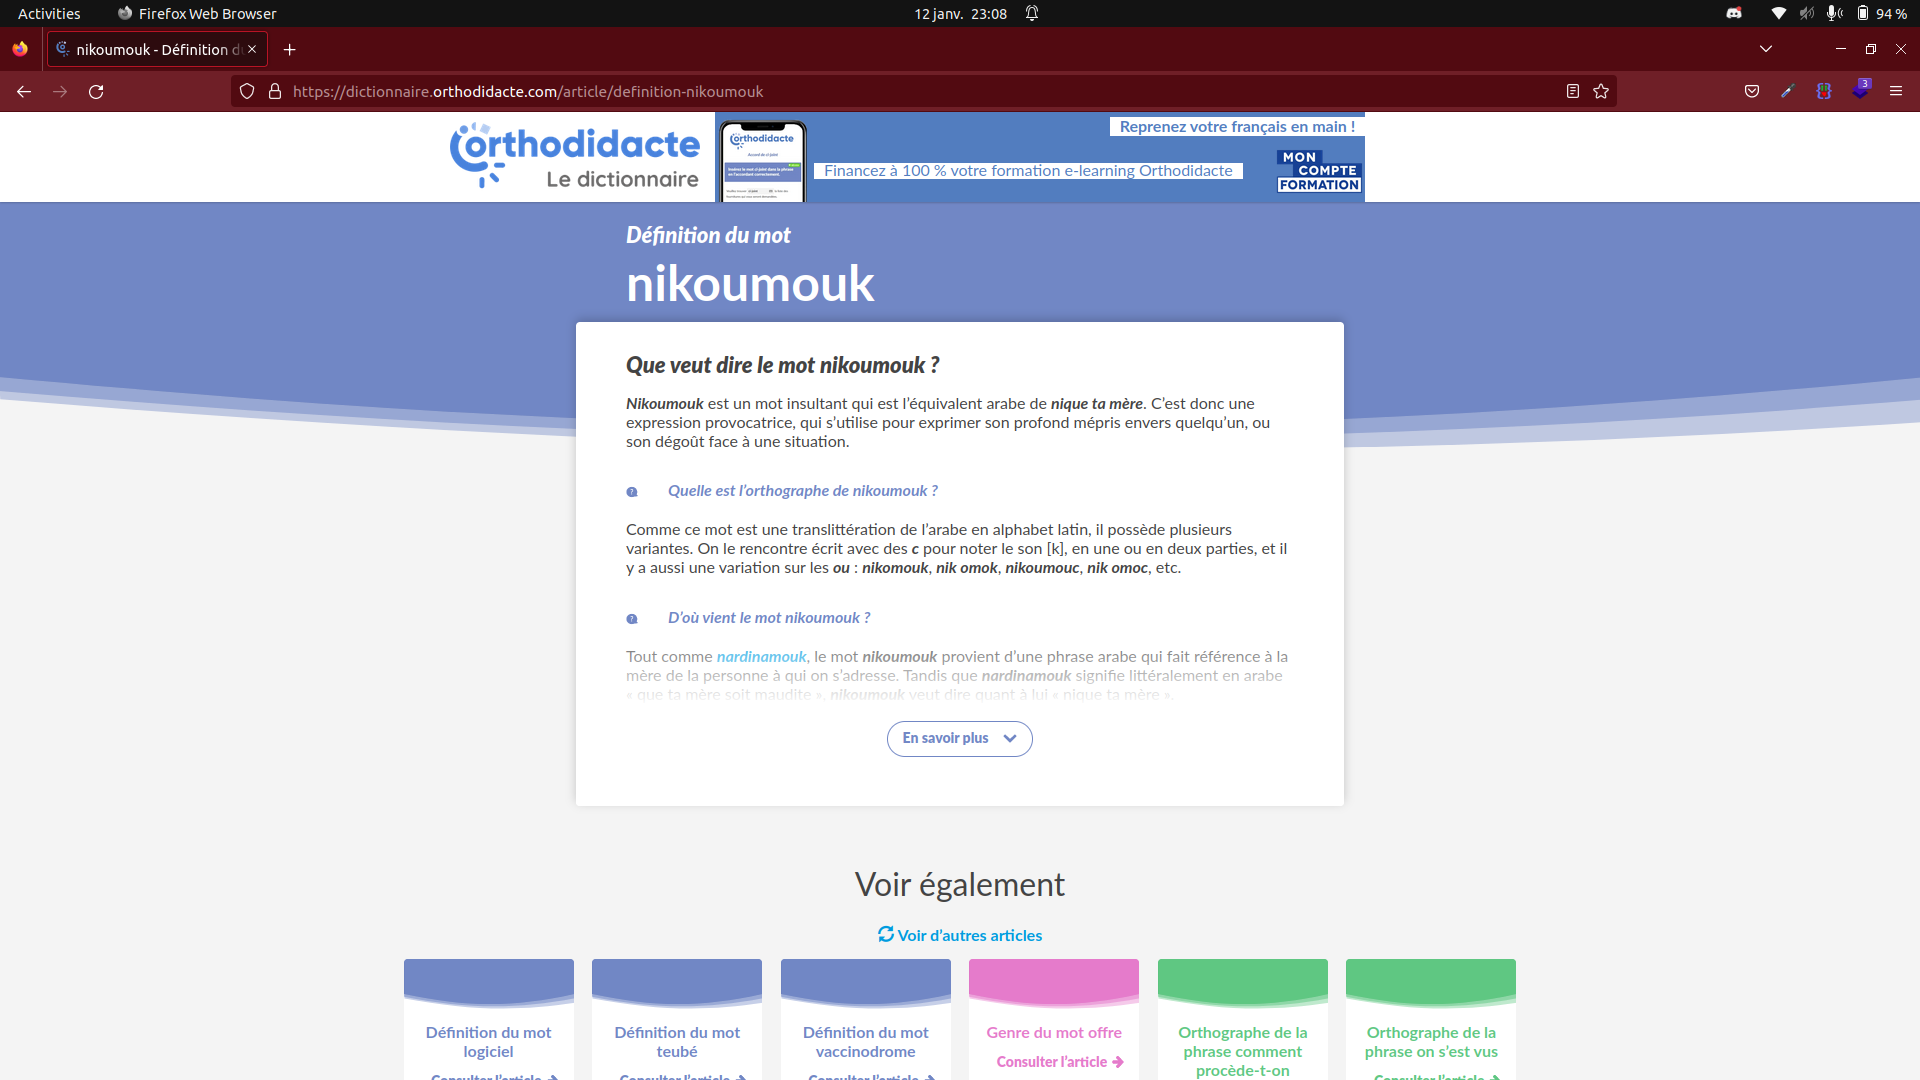 Activities
Firefox Web Browser
12 janv. 23:08
94 %
nikoumouk - Définition d
https://dictionnaire.orthodidacte.com/article/definition-nikoumouk
3
orthodidacte
Le dictionnaire
orthodidacte
Reprenez votre français en main !
Financez à 100 % votre formation e-learning Orthodidacte
MON
COMPTE
FORMATION
Définition du mot
nikoumouk
Que veut dire le mot nikoumouk ?
Nikoumouk est un mot insultant qui est l’équivalent arabe de nique ta mère. C’est donc une
expression provocatrice, qui s’utilise pour exprimer son profond mépris envers quelqu’un, ou
son dégoût face à une situation.
Quelle est l’orthographe de nikoumouk ?
Comme ce mot est une translittération de l’arabe en alphabet latin, il possède plusieurs
variantes. On le rencontre écrit avec des c pour noter le son [k], en une ou en deux parties, et il
y a aussi une variation sur les ou : nikomouk, nik omok, nikoumouc, nik omoc, etc.
D’où vient le mot nikoumouk ?
Tout comme nardinamouk, le mot nikoumouk provient d’une phrase arabe qui fait référence à la
mère de la personne à qui on s’adresse. Tandis que nardinamouk signifie littéralement en arabe
« que ta mère soit maudite », nikoumouk veut dire quant à lui « nique ta mère ».
En savoir plus
Voir également
Voir d’autres articles
Définition du mot
logiciel
Consulter l’article
Définition du mot
teubé
Consulter l’article
Définition du mot
vaccinodrome
Consulter l’article
Genre du mot offre
Consulter l’article
Orthographe de la
phrase comment
procède-t-on
Orthographe de la
phrase on s’est vus
Consulter l’article